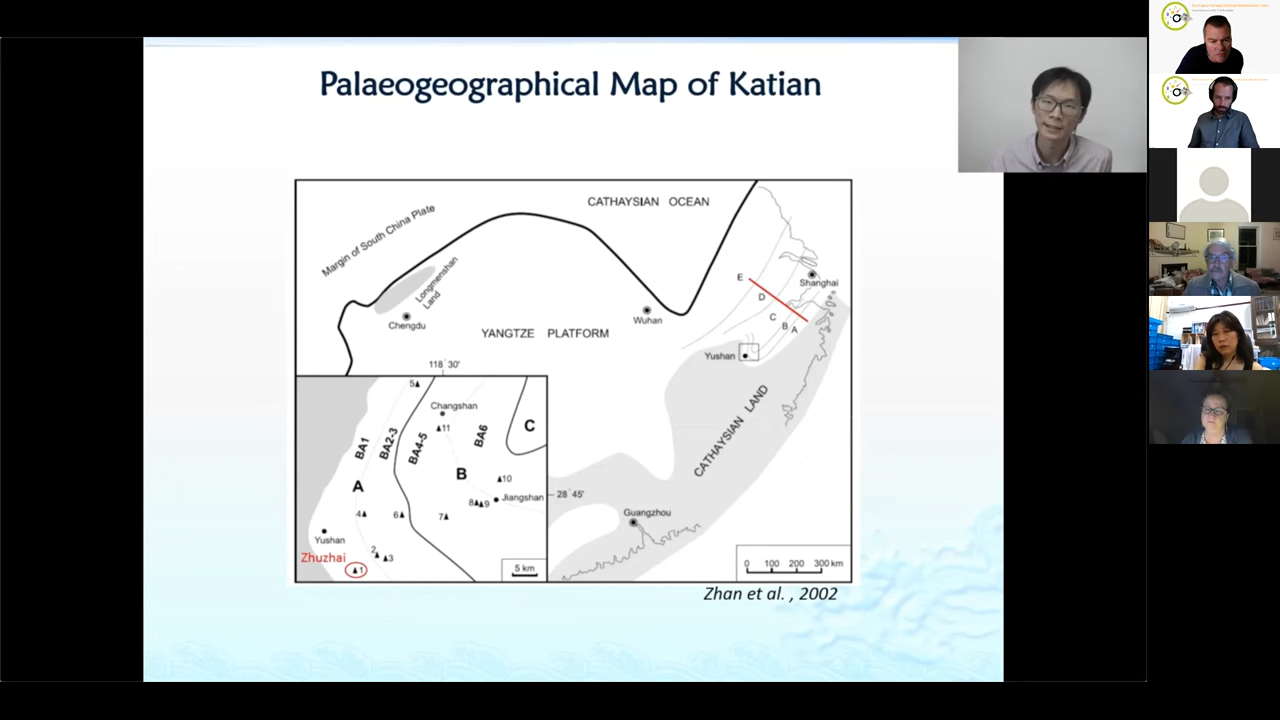 Palaeogeographical Map of Katian
CATHAYSIAN OCEAN
Margin of South China Plate
Longmenshan
Land
Chengdu
YANGTZE PLATFORM
Wuhan
Shanghai
E
D
C
B
A
Yushan
CATHAYSIAN LAND
Guangzhou
118˚30'
28˚45'
5
Changshan
11
C
BA1
BA2-3
BA4-5
BA6
A
B
10
8 9
Jiangshan
4
6
7
Yushan
2
3
Zhuzhai
1
5 km
0 100 200 300 km
Zhan et al. , 2002